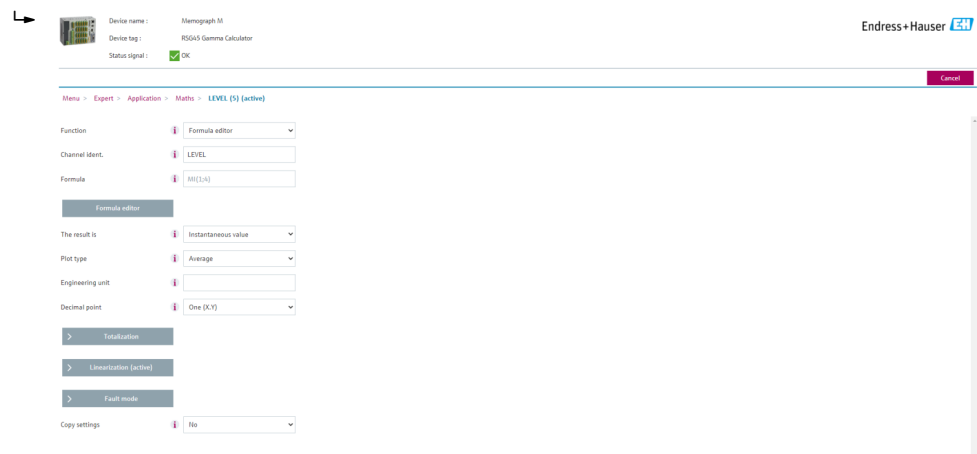 Device name : Memograph M
Device tag : RSG45 Gamma Calculator
Status signal : OK
Endress+Hauser EH
Cancel
Menu > Expert > Application > Maths > LEVEL (5) (active)
Function i Formula editor
Channel ident. i LEVEL
Formula i MI(1;4)
Formula editor
The result is i Instantaneous value
Plot type i Average
Engineering unit i
Decimal point i One (X.Y)
> Totalization
> Linearization (active)
> Fault mode
Copy settings i No